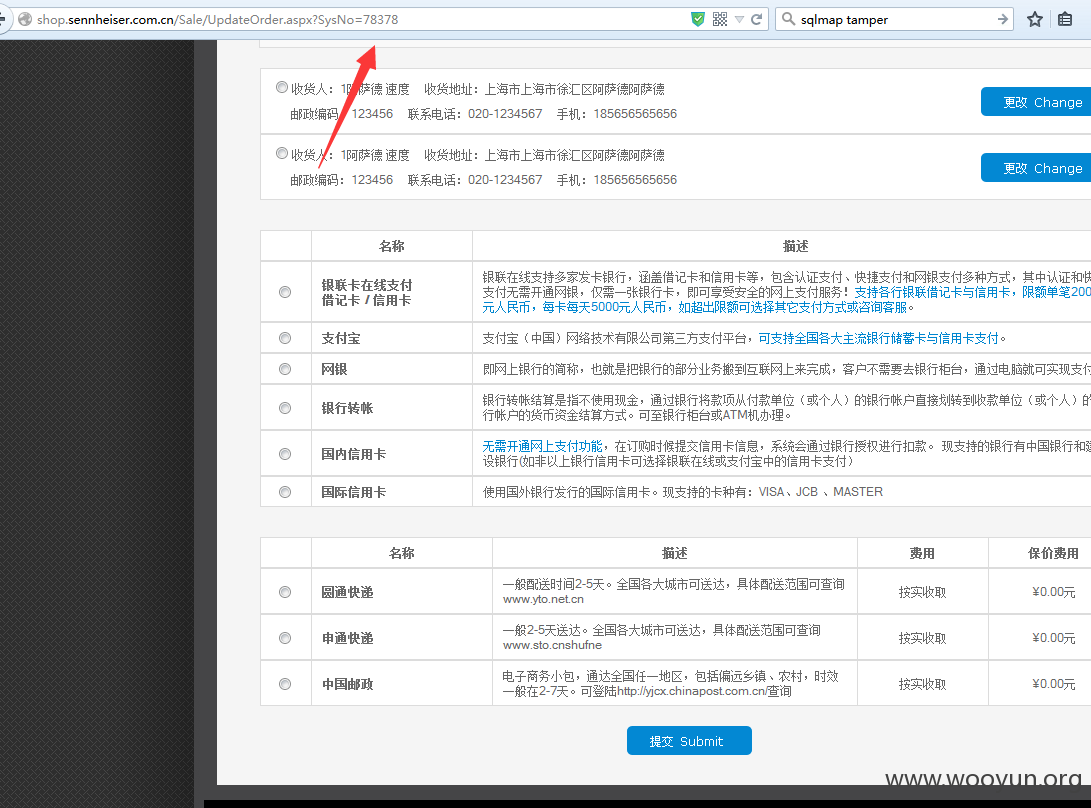 shop.sennheiser.com.cn/Sale/UpdateOrder.aspx?SysNo=78378
sqlmap tamper
收货人：1阿萨德 速度 收货地址：上海市上海市徐汇区阿萨德阿萨德
邮政编码：123456 联系电话：020-1234567 手机：185656565656
更改 Change
收货人：1阿萨德 速度 收货地址：上海市上海市徐汇区阿萨德阿萨德
邮政编码：123456 联系电话：020-1234567 手机：185656565656
更改 Change
名称 描述
银联卡在线支付
借记卡 / 信用卡
银联在线支持多家发卡银行，涵盖借记卡和信用卡等，包含认证支付、快捷支付和网银支付多种方式，其中认证和快
支付无需开通网银，仅需一张银行卡，即可享受安全的网上支付服务！支持各行银联借记卡与信用卡，限额单笔200
元人民币，每卡每天5000元人民币，如超出限额可选择其它支付方式或咨询客服。
支付宝 支付宝（中国）网络技术有限公司第三方支付平台，可支持全国各大主流银行储蓄卡与信用卡支付。
网银 即网上银行的简称，也就是把银行的部分业务搬到互联网上来完成，客户不需要去银行柜台，通过电脑就可实现支付
银行转帐
银行转帐结算是指不使用现金，通过银行将款项从付款单位（或个人）的银行帐户直接划转到收款单位（或个人）的
行帐户的货币资金结算方式。可至银行柜台或ATM机办理。
国内信用卡
无需开通网上支付功能，在订购时候提交信用卡信息，系统会通过银行授权进行扣款。 现支持的银行有中国银行和建
设银行(如非以上银行信用卡可选择银联在线或支付宝中的信用卡支付）
国际信用卡 使用国外银行发行的国际信用卡。现支持的卡种有：VISA、JCB 、MASTER
名称 描述 费用 保价费用
圆通快递
一般配送时间2-5天。全国各大城市可送达，具体配送范围可查询
www.yto.net.cn
按实收取 ¥0.00元
申通快递
一般2-5天送达。全国各大城市可送达，具体配送范围可查询
www.sto.cnshufne
按实收取 ¥0.00元
中国邮政
电子商务小包，通达全国任一地区，包括偏远乡镇、农村，时效
一般在2-7天。可登陆http://yjcx.chinapost.com.cn/查询
按实收取 ¥0.00元
提交 Submit
www.wooyun.org